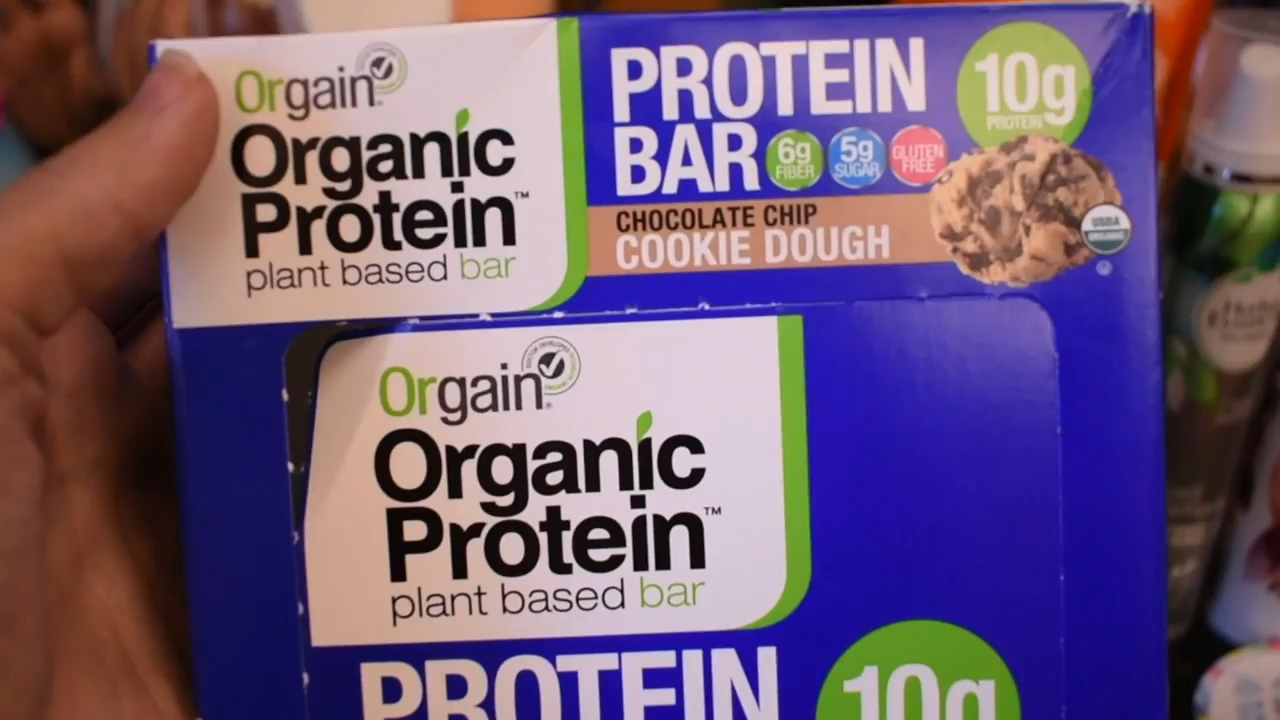 Orgain
Organic
Protein™
plant based bar
PROTEIN
BAR
6g
FIBER
5g
SUGAR
GLUTEN
FREE
10g
PROTEIN
CHOCOLATE CHIP
COOKIE DOUGH
USDA
ORGANIC
Orgain®
Organic
Protein™
plant based bar
PROTEIN
10g